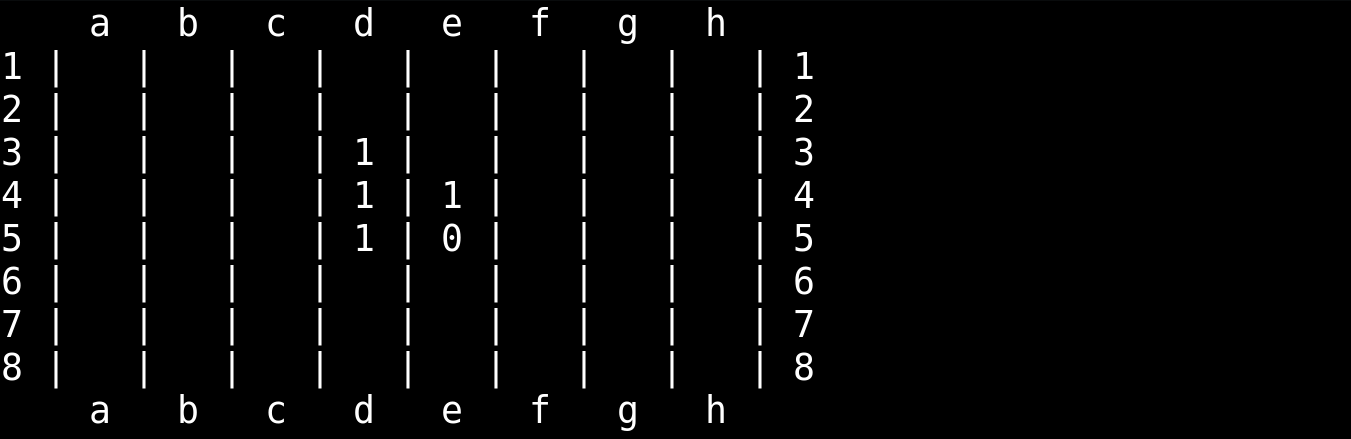 a   b   c   d   e   f   g   h
1 |   |   |   |   |   |   |   |   | 1
2 |   |   |   |   |   |   |   |   | 2
3 |   |   |   | 1 |   |   |   |   | 3
4 |   |   |   | 1 | 1 |   |   |   | 4
5 |   |   |   | 1 | 0 |   |   |   | 5
6 |   |   |   |   |   |   |   |   | 6
7 |   |   |   |   |   |   |   |   | 7
8 |   |   |   |   |   |   |   |   | 8
    a   b   c   d   e   f   g   h